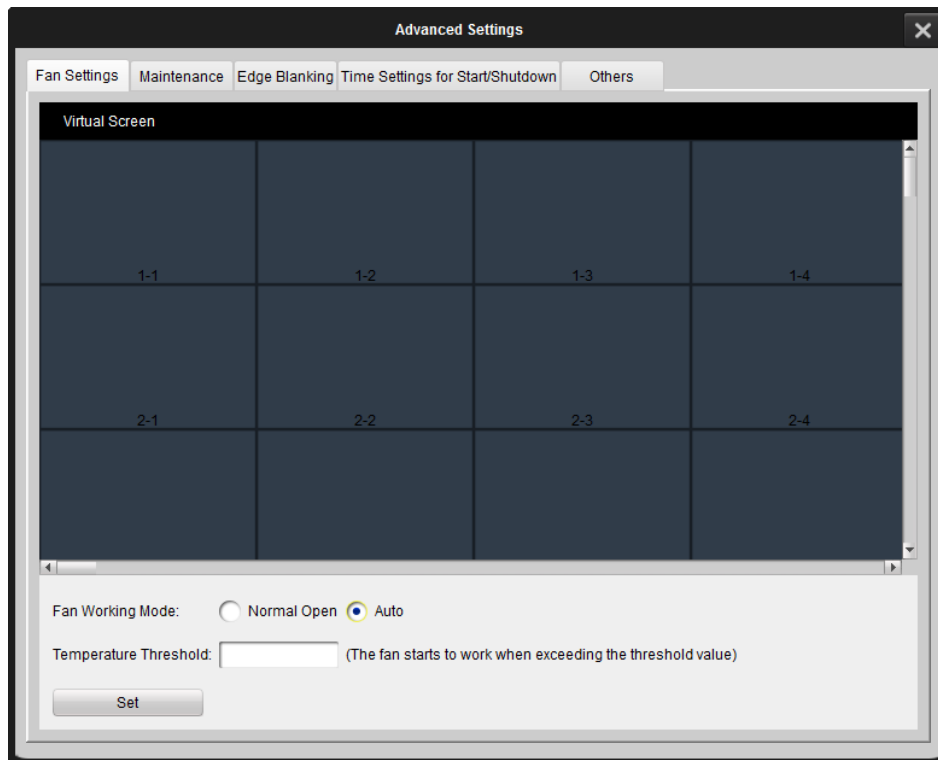 Advanced Settings
Fan Settings Maintenance Edge Blanking Time Settings for Start/Shutdown Others
Virtual Screen
1-1 1-2 1-3 1-4
2-1 2-2 2-3 2-4
Fan Working Mode: Normal Open Auto
Temperature Threshold: (The fan starts to work when exceeding the threshold value)
Set